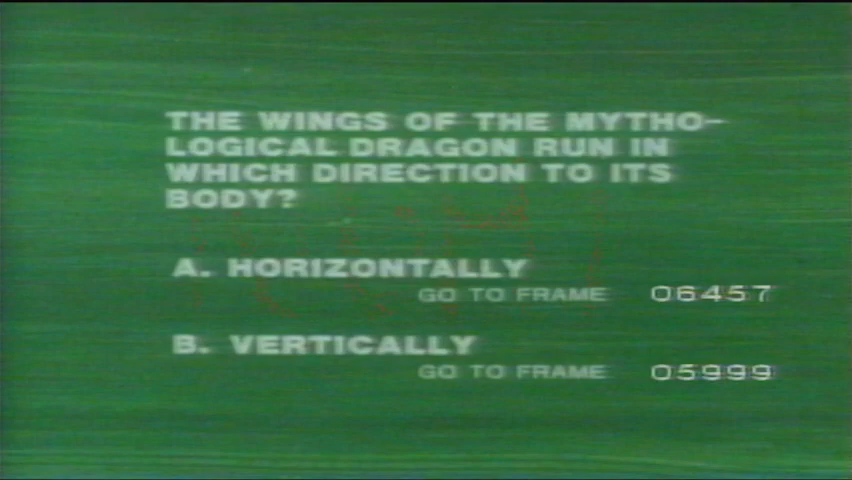 THE WINGS OF THE MYTHO-
LOGICAL DRAGON RUN IN
WHICH DIRECTION TO ITS
BODY?
A. HORIZONTALLY
GO TO FRAME 06457
B. VERTICALLY
GO TO FRAME 05999